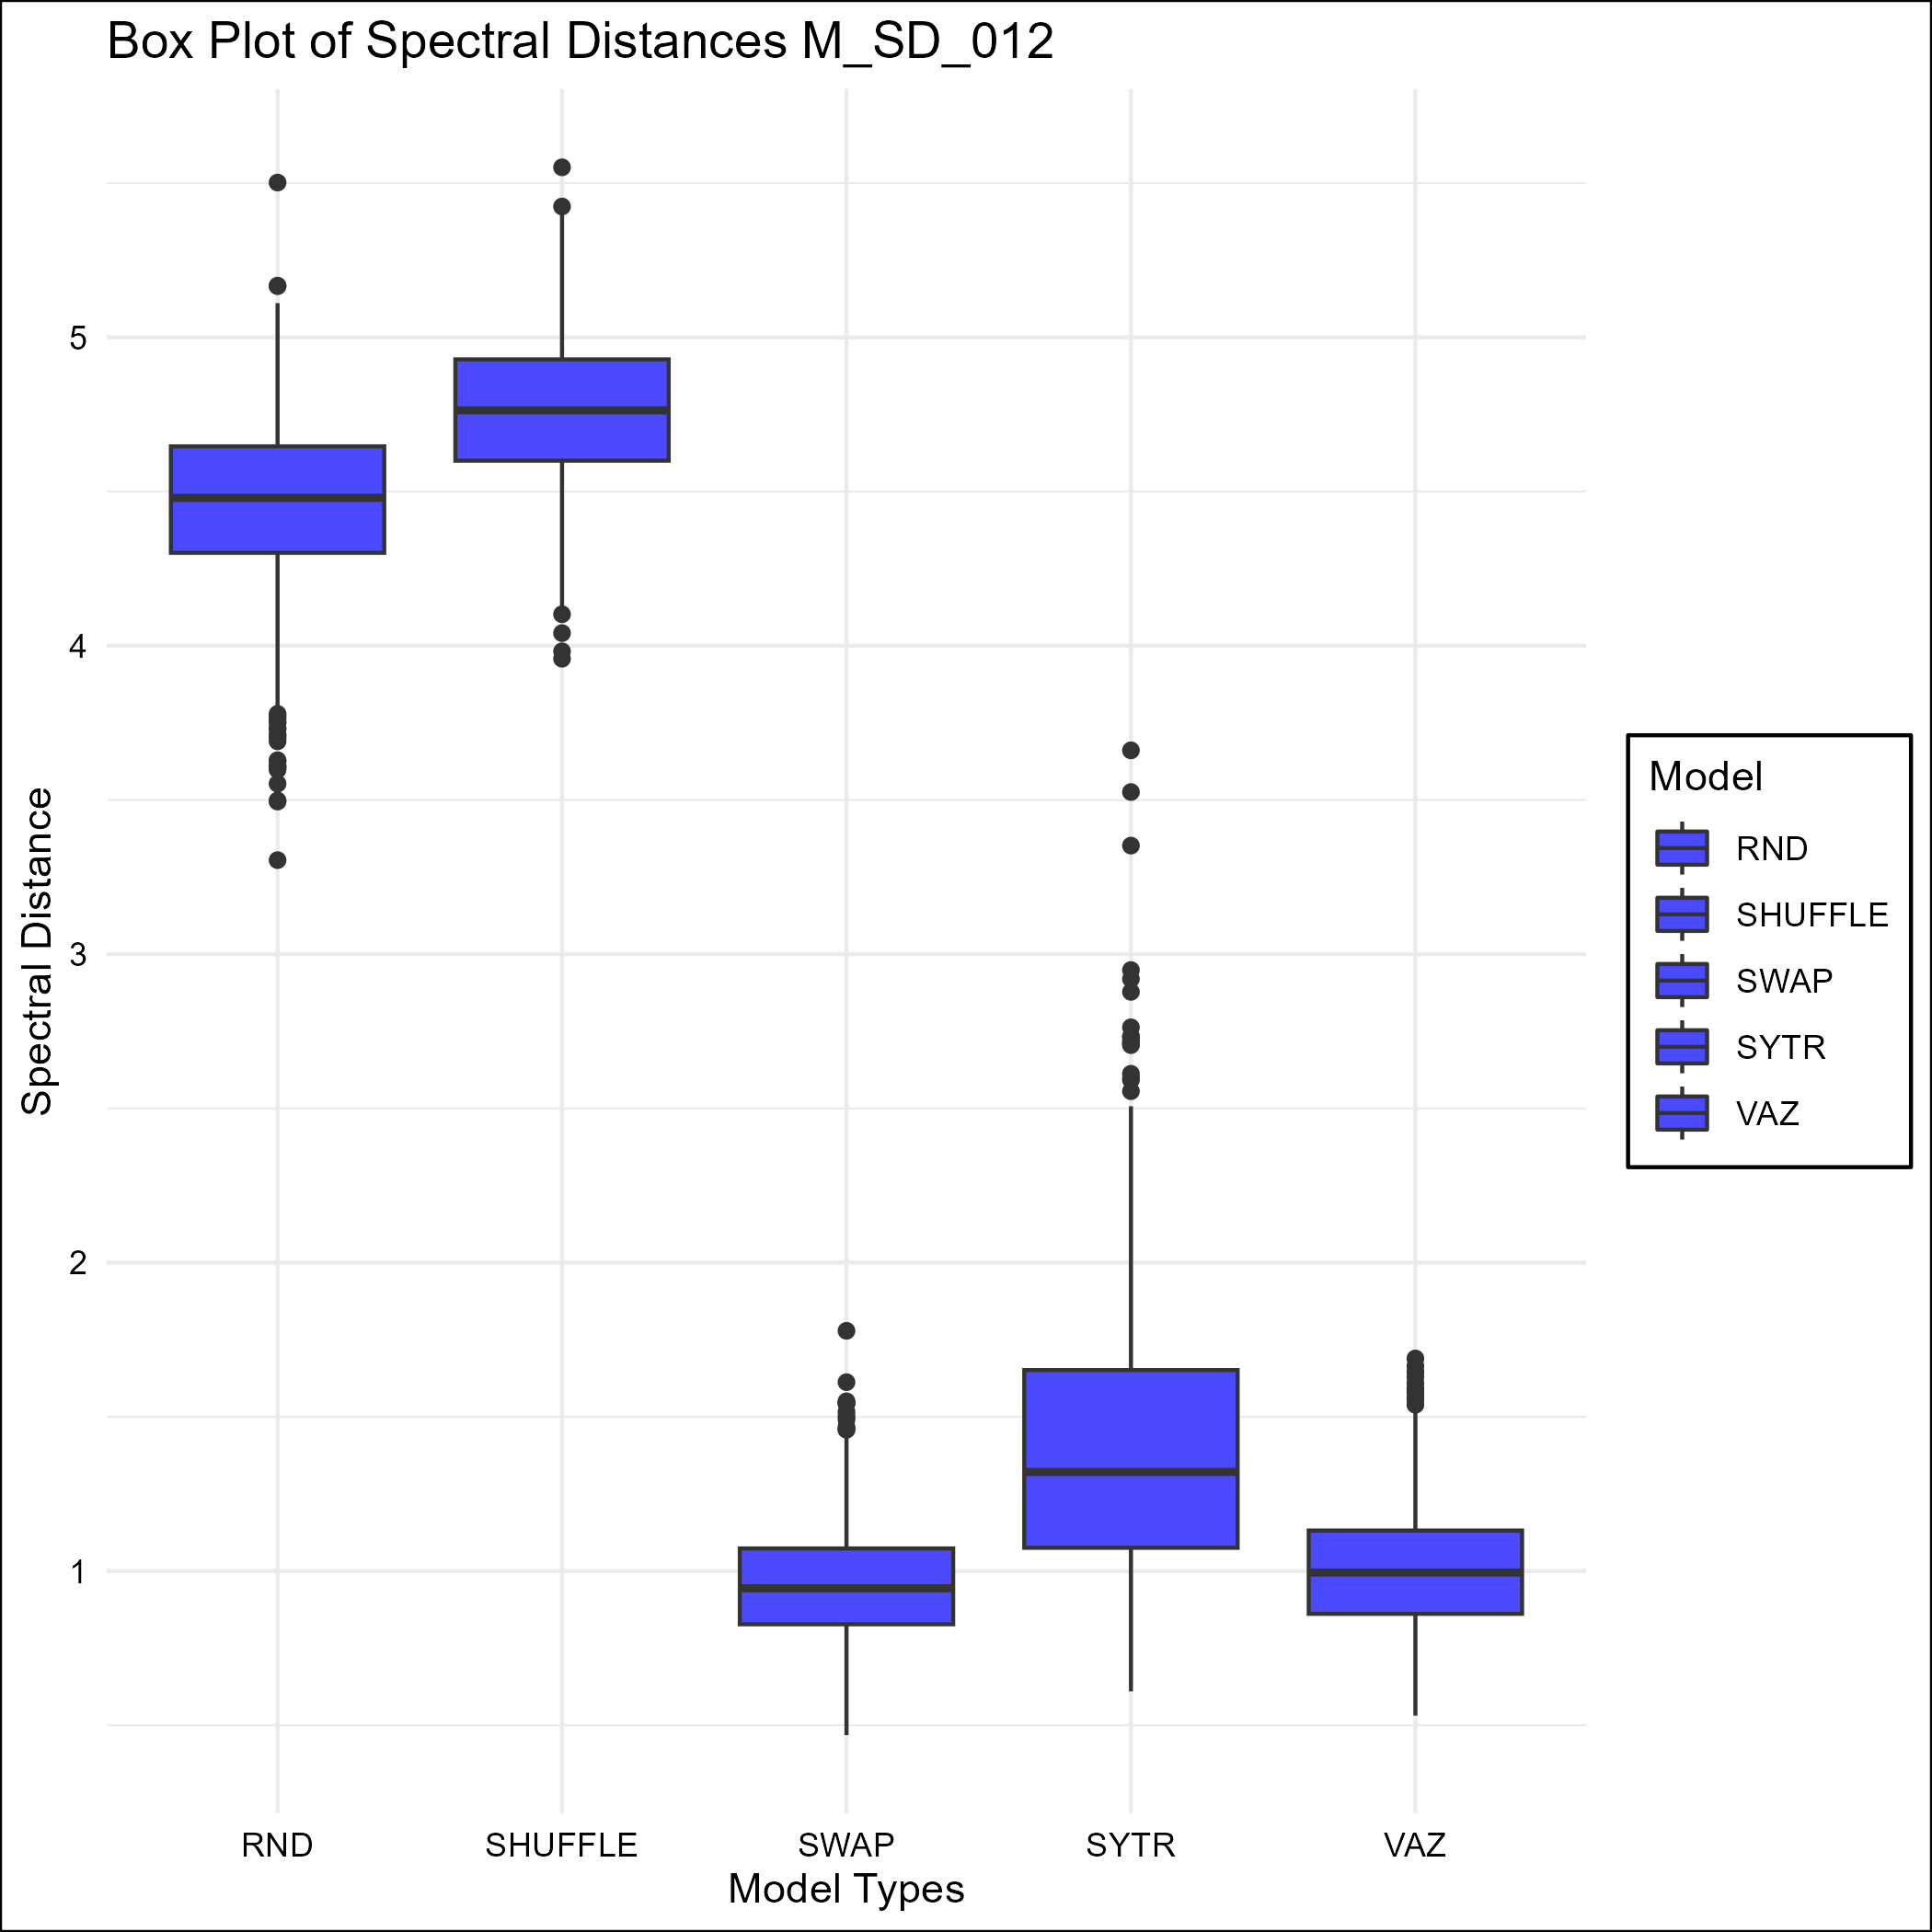 Box Plot of Spectral Distances M_SD_012
Spectral Distance
5
4
3
2
1
RND SHUFFLE SWAP SYTR VAZ
Model Types
Model
RND
SHUFFLE
SWAP
SYTR
VAZ